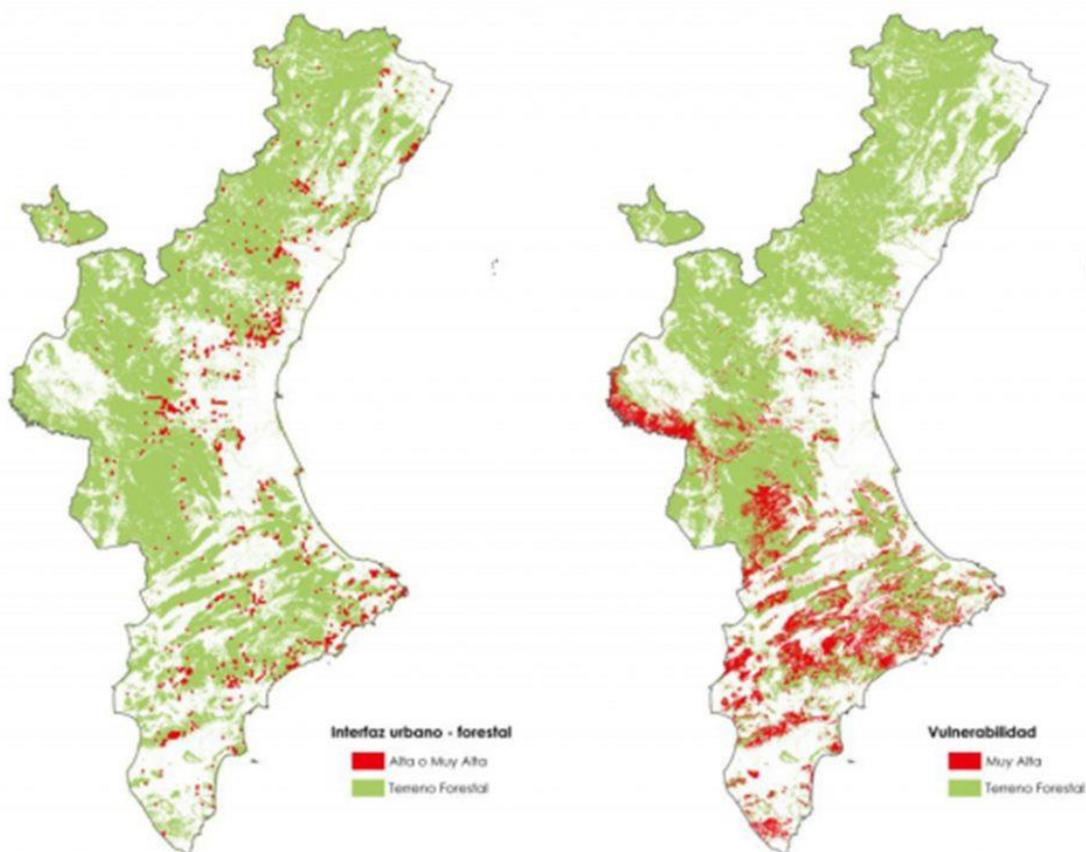 Interfaz urbano - forestal
Alta o Muy Alta
Terreno Forestal
Vulnerabilidad
Muy Alta
Terreno Forestal